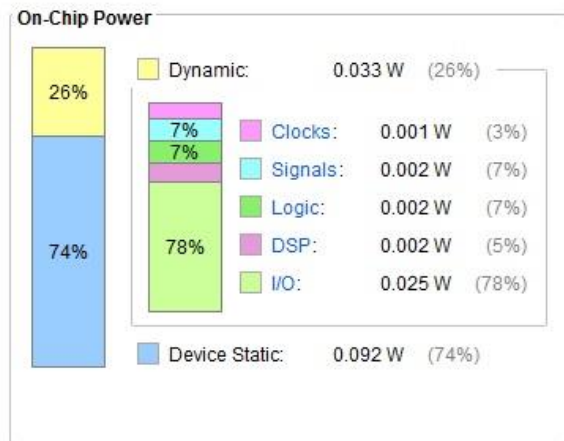 On-Chip Power
26%
74%
Dynamic: 0.033 W (26%)
7%
7%
78%
Clocks: 0.001 W (3%)
Signals: 0.002 W (7%)
Logic: 0.002 W (7%)
DSP: 0.002 W (5%)
I/O: 0.025 W (78%)
Device Static: 0.092 W (74%)